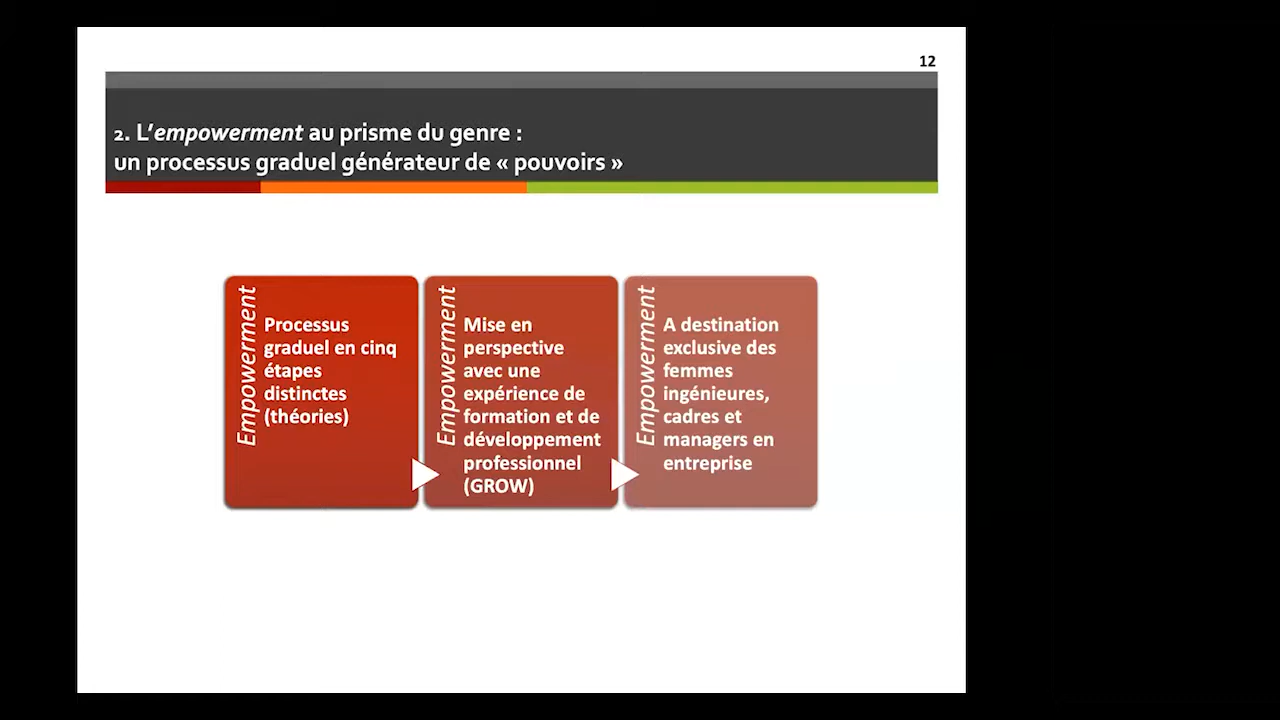 12
2. L’empowerment au prisme du genre :
un processus graduel générateur de « pouvoirs »
Empowerment
Processus
graduel en cinq
étapes
distinctes
(théories)
Empowerment
Mise en
perspective
avec une
expérience de
formation et de
développement
professionnel
(GROW)
Empowerment
A destination
exclusive des
femmes
ingénieures,
cadres et
managers en
entreprise